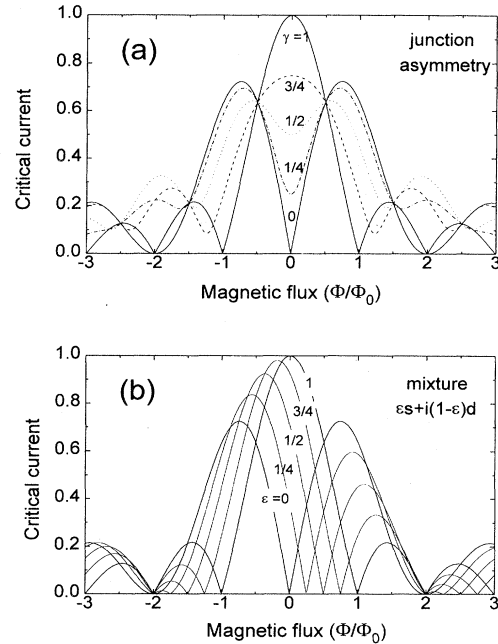 1.0
0.8
0.6
0.4
0.2
0.0
Critical current
(a)
γ = 1
3/4
1/2
1/4
0
junction
asymmetry
-3 -2 -1 0 1 2 3
Magnetic flux (Φ/Φ₀)
1.0
0.8
0.6
0.4
0.2
0.0
Critical current
(b)
1
3/4
1/2
1/4
ε =0
mixture
εs+i(1-ε)d
-3 -2 -1 0 1 2 3
Magnetic flux (Φ/Φ₀)